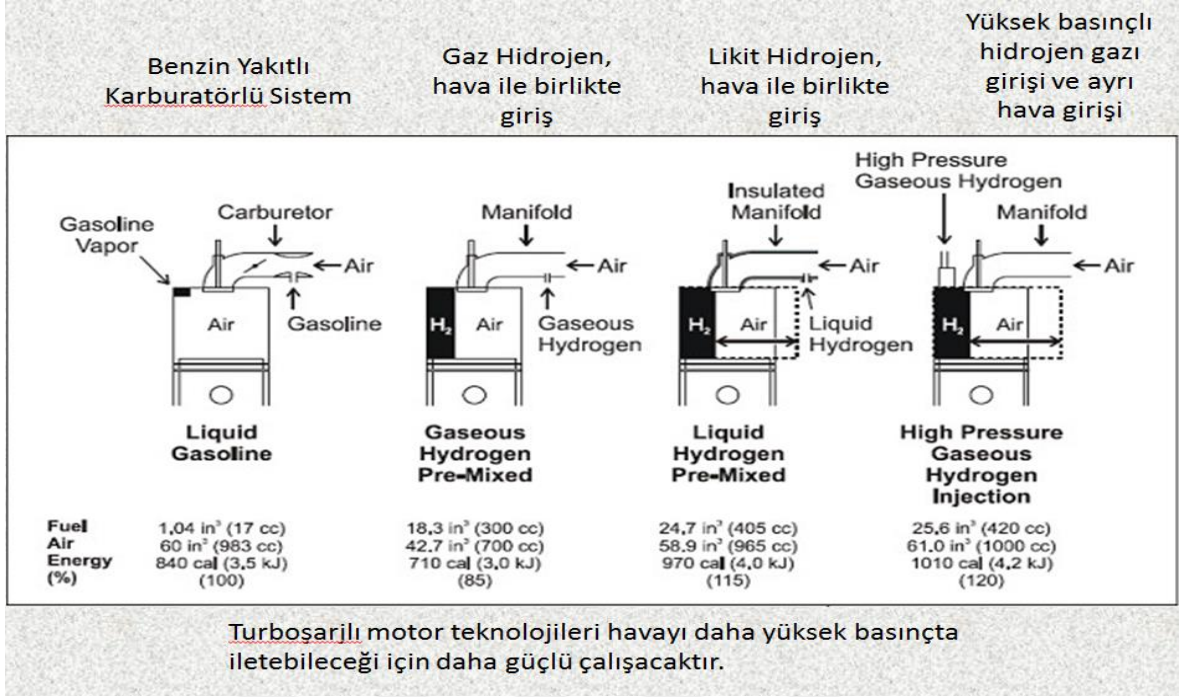 Benzin Yakıtlı
Karburatörlü Sistem
Gaz Hidrojen,
hava ile birlikte
giriş
Likit Hidrojen,
hava ile birlikte
giriş
Yüksek basınçlı
hidrojen gazı
girişi ve ayrı
hava girişi
Gasoline
Vapor
Carburetor
Air
Air
Gasoline
Liquid
Gasoline
Manifold
Air
H₂
Air
Gaseous
Hydrogen
Gaseous
Hydrogen
Pre-Mixed
Insulated
Manifold
Air
H₂
Air
Liquid
Hydrogen
Liquid
Hydrogen
Pre-Mixed
High Pressure
Gaseous Hydrogen
Manifold
Air
H₂
Air
High Pressure
Gaseous
Hydrogen
Injection
Fuel 1,04 in³ (17 cc) 18,3 in³ (300 cc) 24,7 in³ (405 cc) 25,6 in³ (420 cc)
Air 60 in³ (983 cc) 42.7 in³ (700 cc) 58.9 in³ (965 cc) 61.0 in³ (1000 cc)
Energy 840 cal (3,5 kJ) 710 cal (3,0 kJ) 970 cal (4,0 kJ) 1010 cal (4,2 kJ)
(%) (100) (85) (115) (120)
Turboşarjlı motor teknolojileri havayı daha yüksek basınçta
iletebileceği için daha güçlü çalışacaktır.